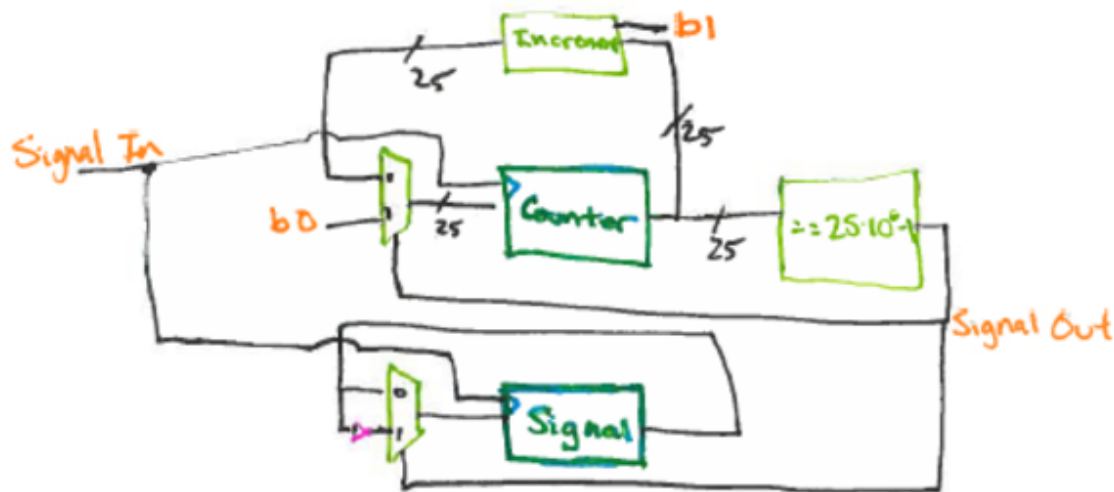 b1
Increment
25
25
Signal In
0
1
b0
25
Counter
25
== 25·10⁶-1
Signal Out
0
1
Signal